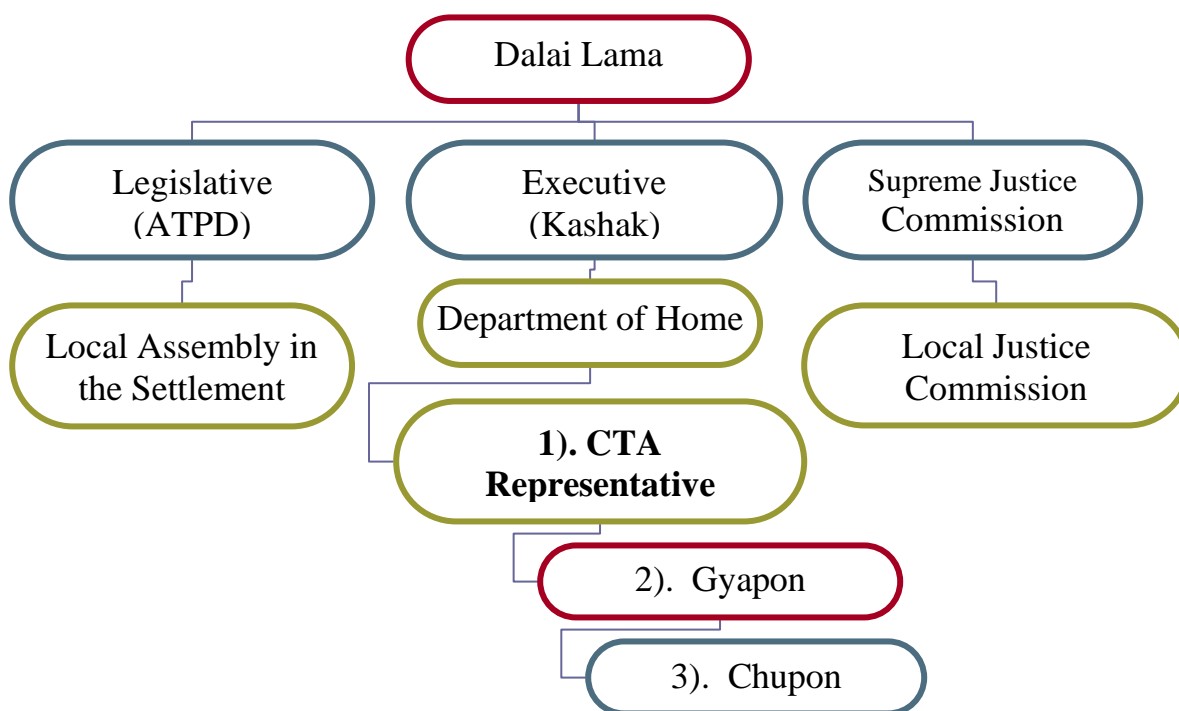 Dalai Lama
Legislative
(ATPD)
Executive
(Kashak)
Supreme Justice
Commission
Local Assembly in
the Settlement
Department of Home
Local Justice
Commission
1). CTA
Representative
2). Gyapon
3). Chupon